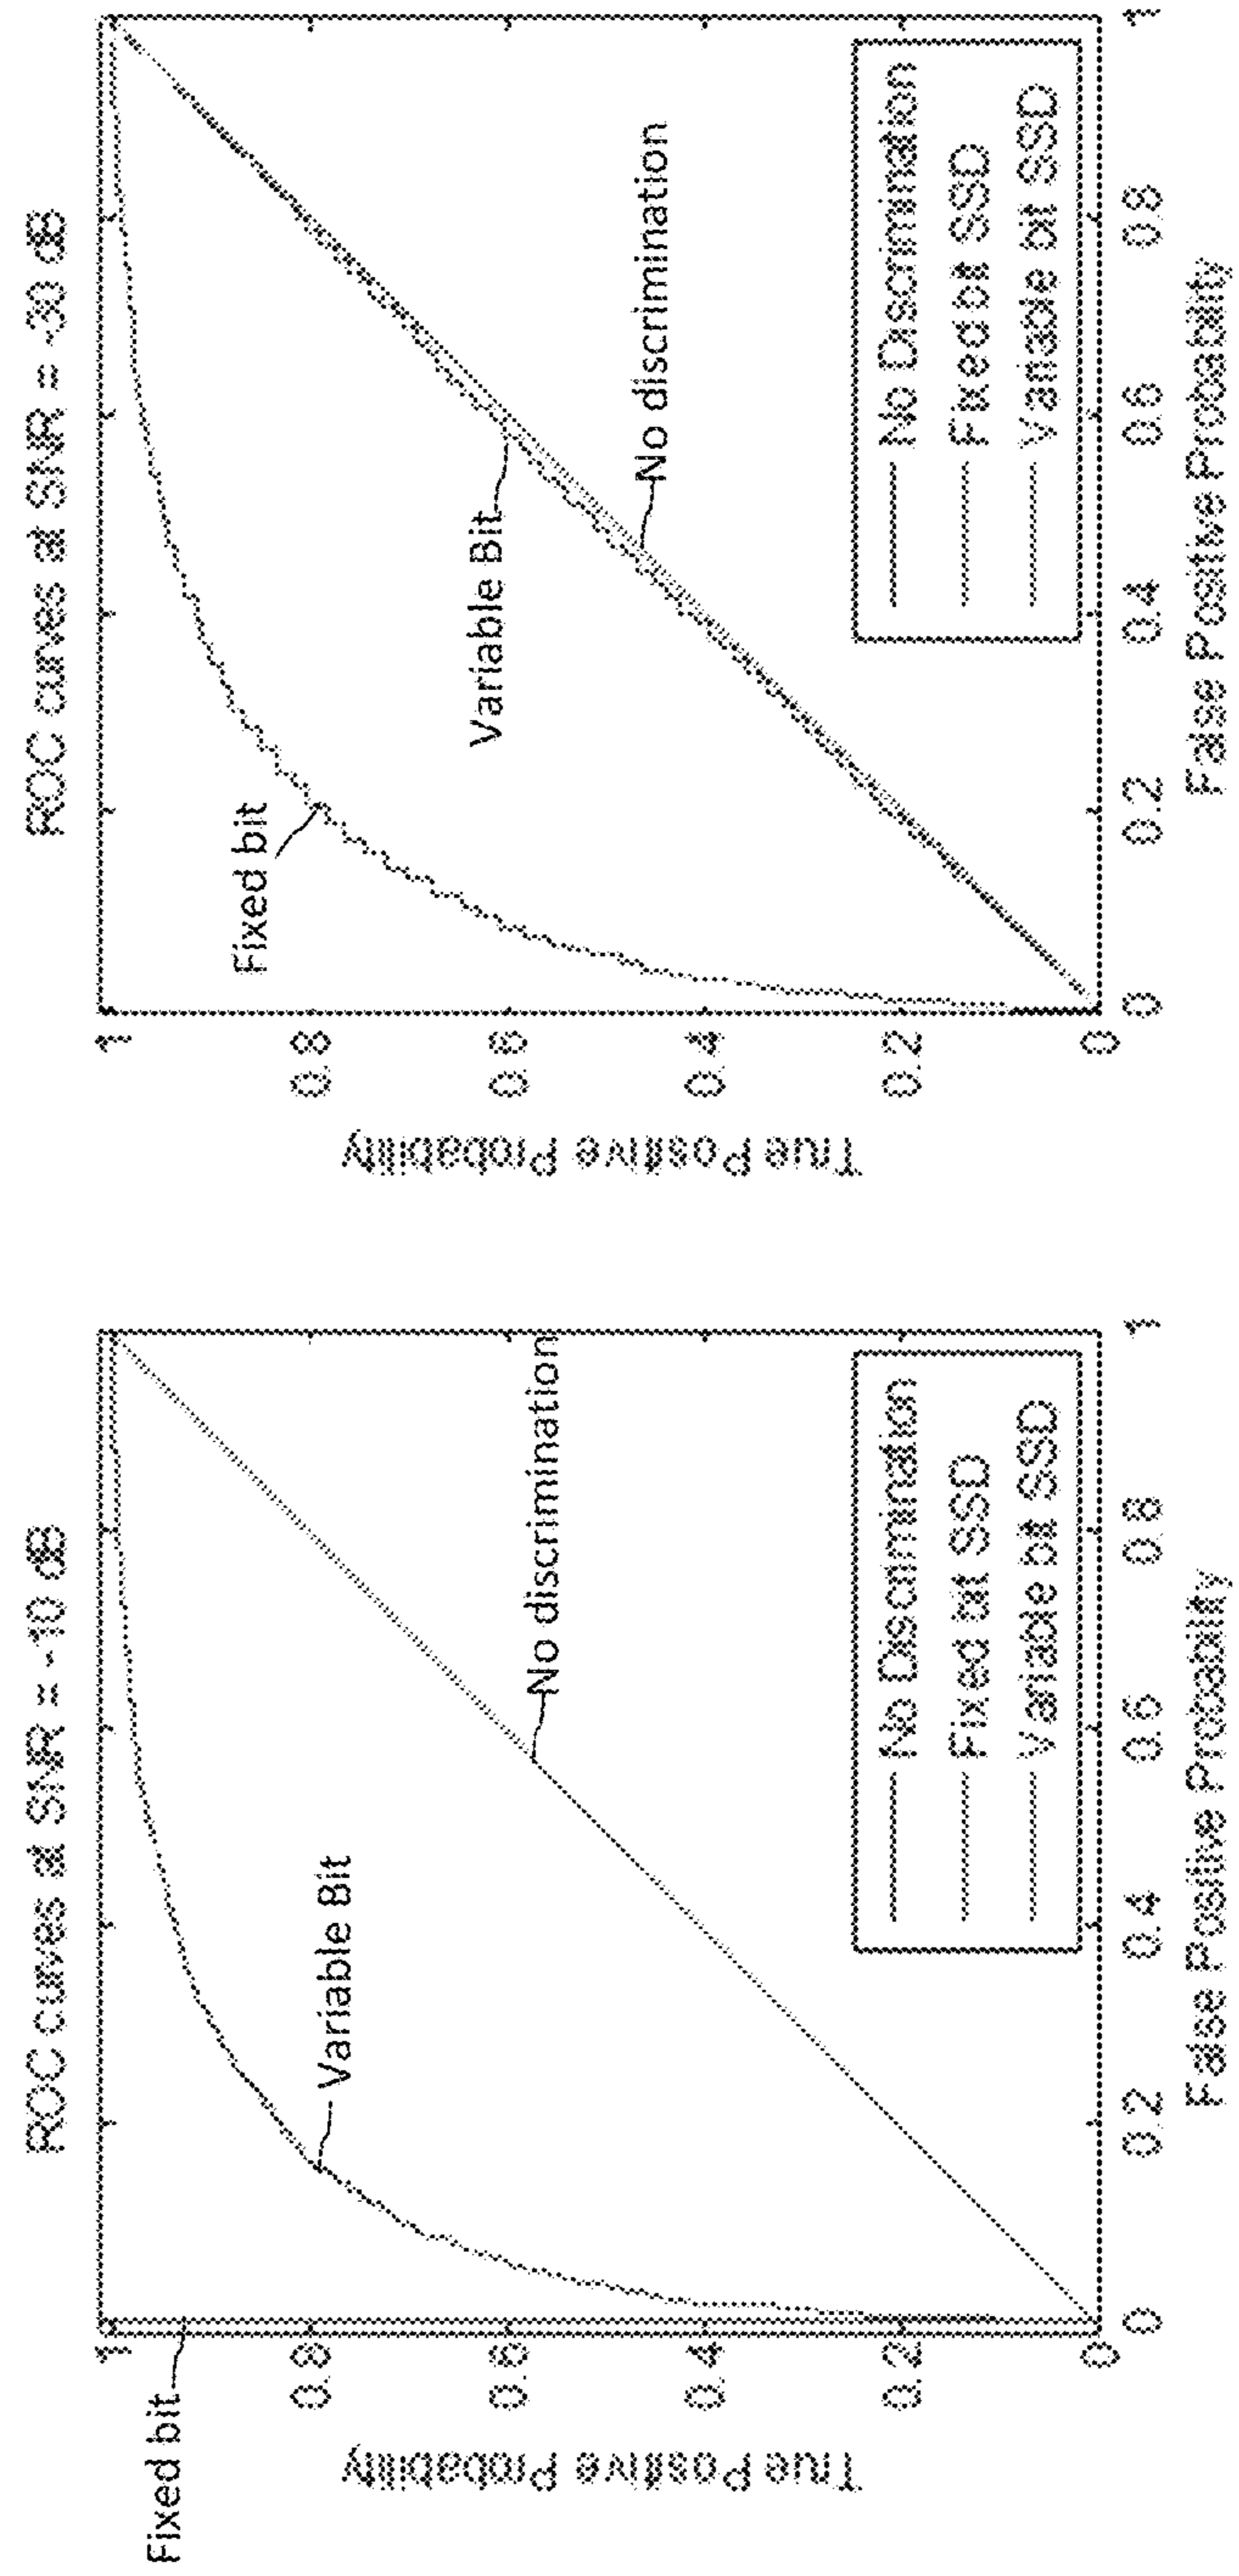 ROC curves at SNR = -10 dB
Fixed bit
Variable Bit
No discrimination
True Positive Probability
1
0.8
0.6
0.4
0.2
0
No Discrimination
Fixed bit SSD
Variable bit SSD
0
0.2
0.4
0.6
0.8
1
False Positive Probability
ROC curves at SNR = -30 dB
Fixed bit
Variable Bit
No discrimination
True Positive Probability
1
0.8
0.6
0.4
0.2
0
No Discrimination
Fixed bit SSD
Variable bit SSD
0
0.2
0.4
0.6
0.8
1
False Positive Probability